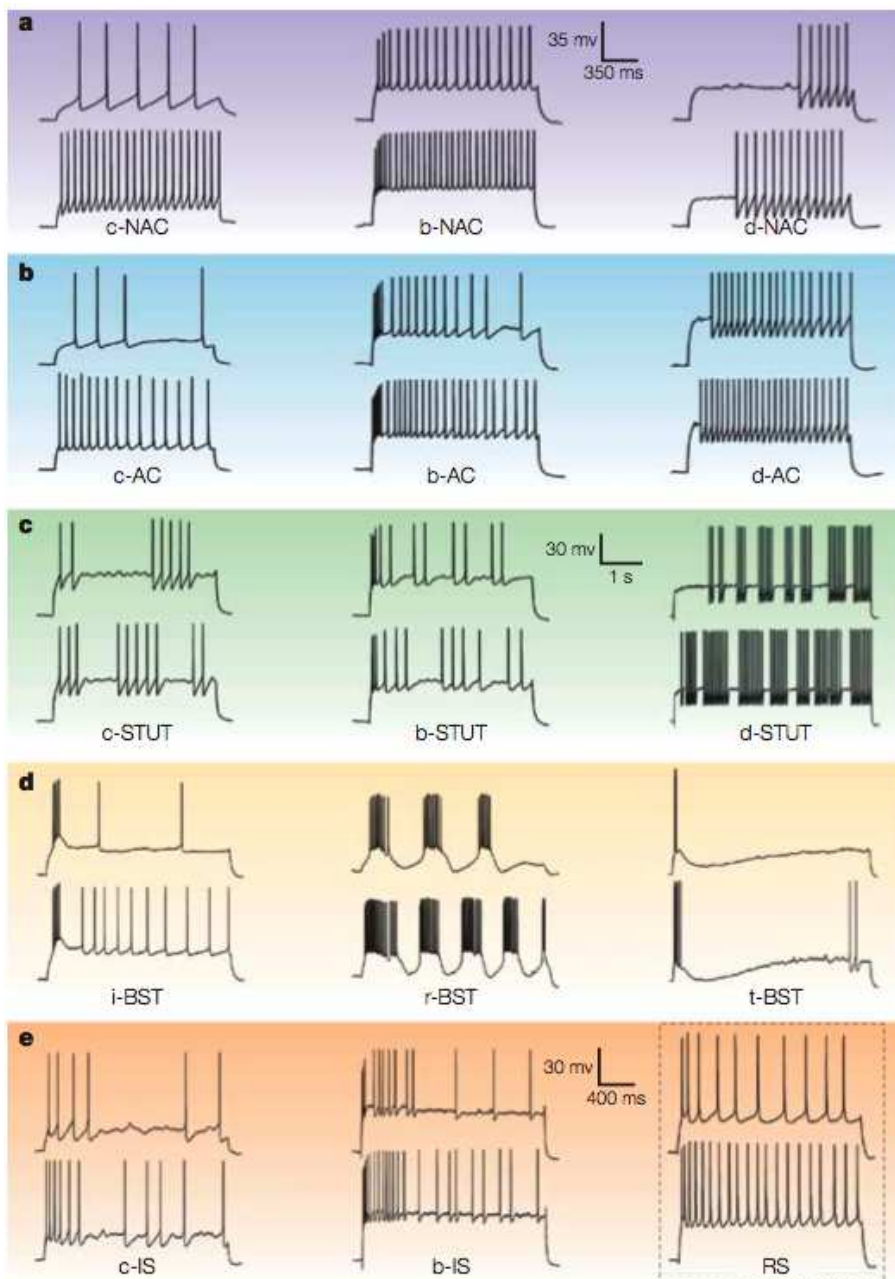 a
35 mv
350 ms
c-NAC
b-NAC
d-NAC
b
c-AC
b-AC
d-AC
c
30 mv
1 s
c-STUT
b-STUT
d-STUT
d
i-BST
r-BST
t-BST
e
30 mv
400 ms
c-IS
b-IS
RS